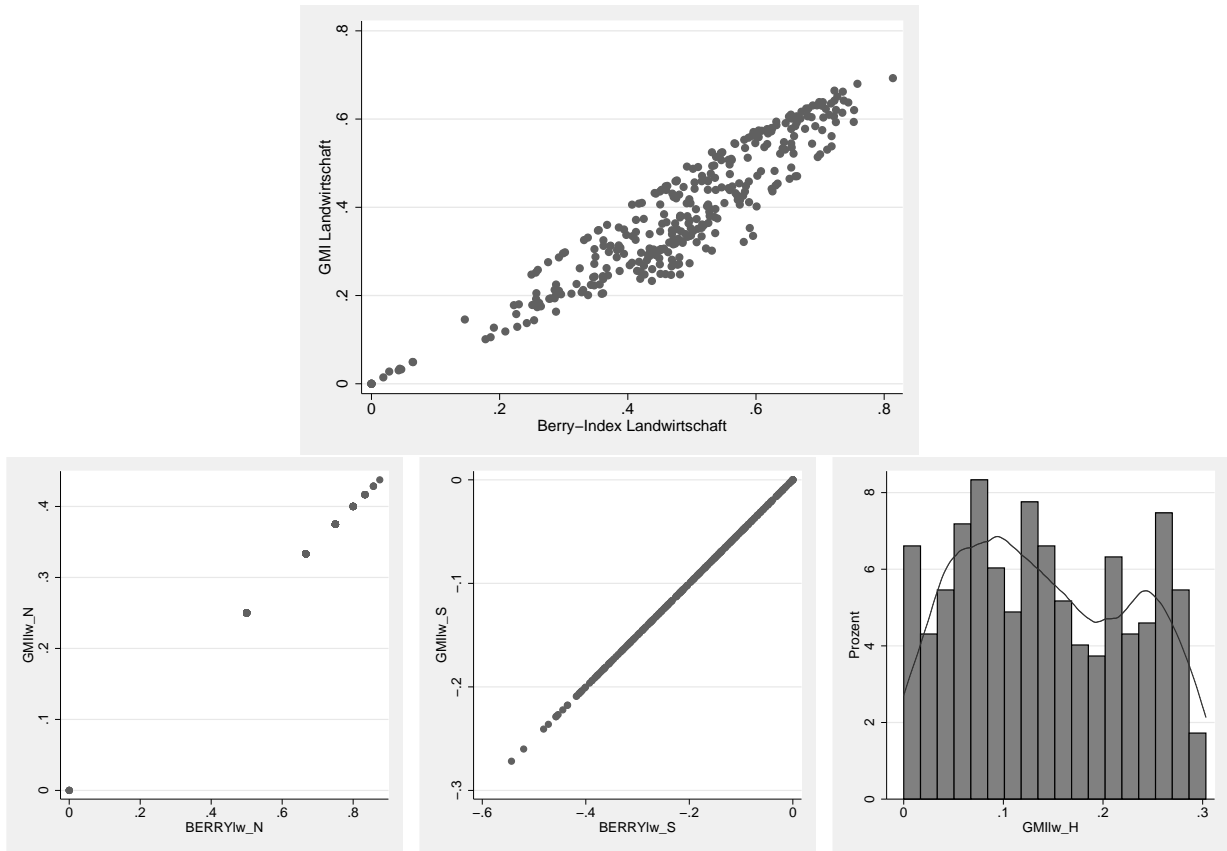 .8
.6
.4
.2
0
GMI Landwirtschaft
0 .2 .4 .6 .8
Berry−Index Landwirtschaft
.4
.3
.2
.1
0
GMIlw_N
0 .2 .4 .6 .8
BERRYlw_N
0
−.1
−.2
−.3
GMIlw_S
−.6 −.4 −.2 0
BERRYlw_S
8
6
4
2
0
Prozent
0 .1 .2 .3
GMIlw_H